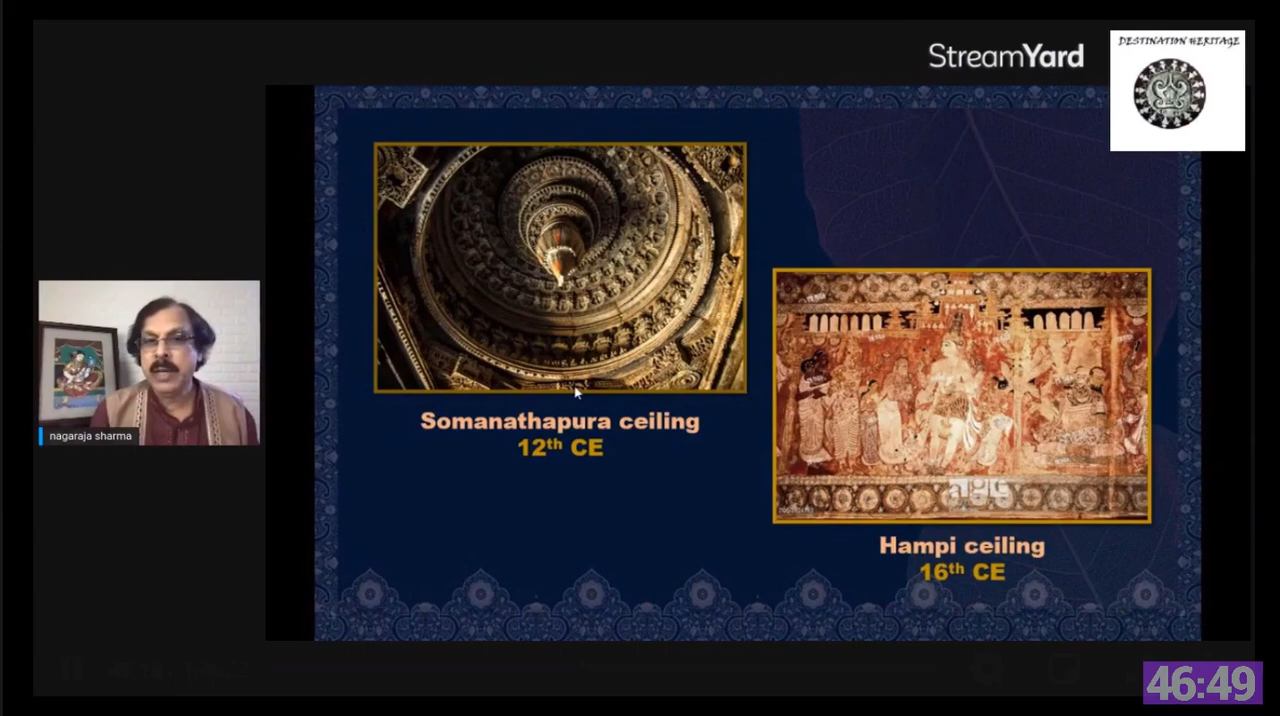 StreamYard
DESTINATION HERITAGE
Somanathapura ceiling
12th CE
Hampi ceiling
16th CE
nagaraja sharma
46:49